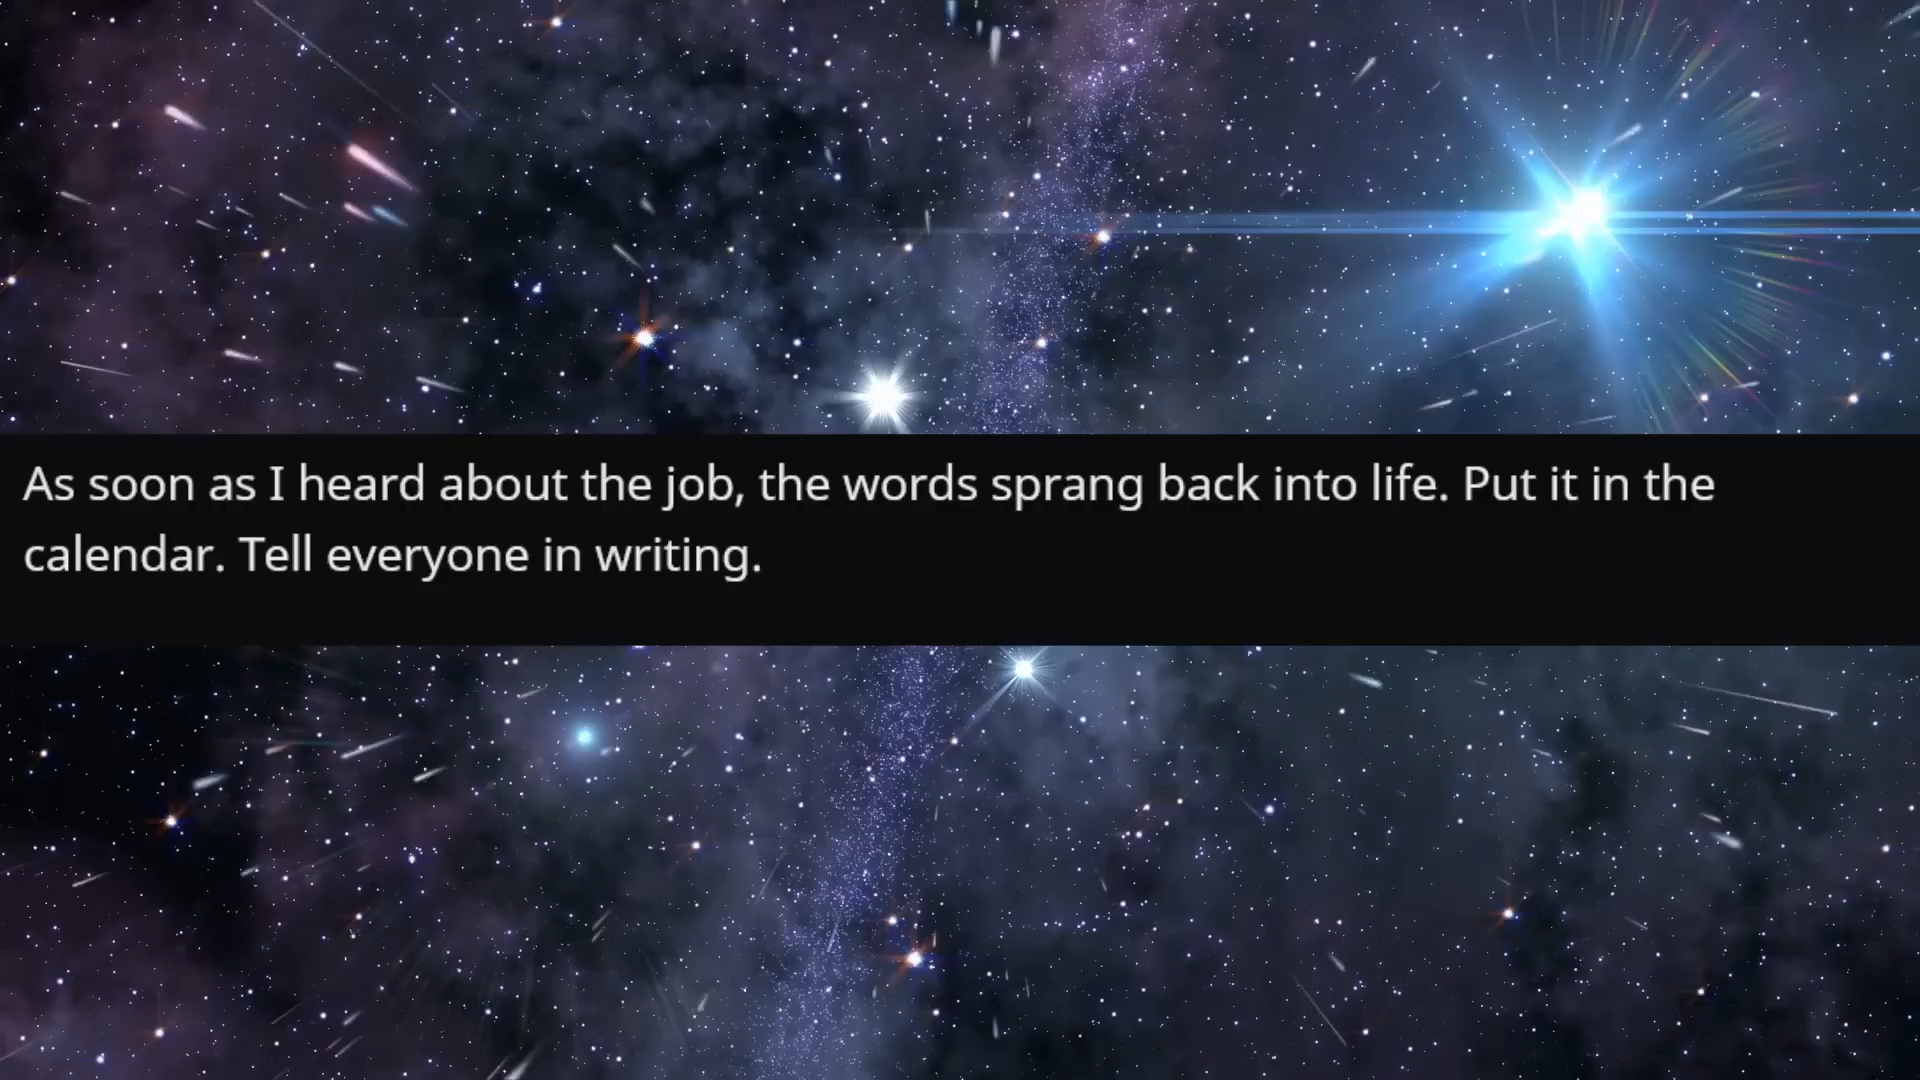 As soon as I heard about the job, the words sprang back into life. Put it in the
calendar. Tell everyone in writing.